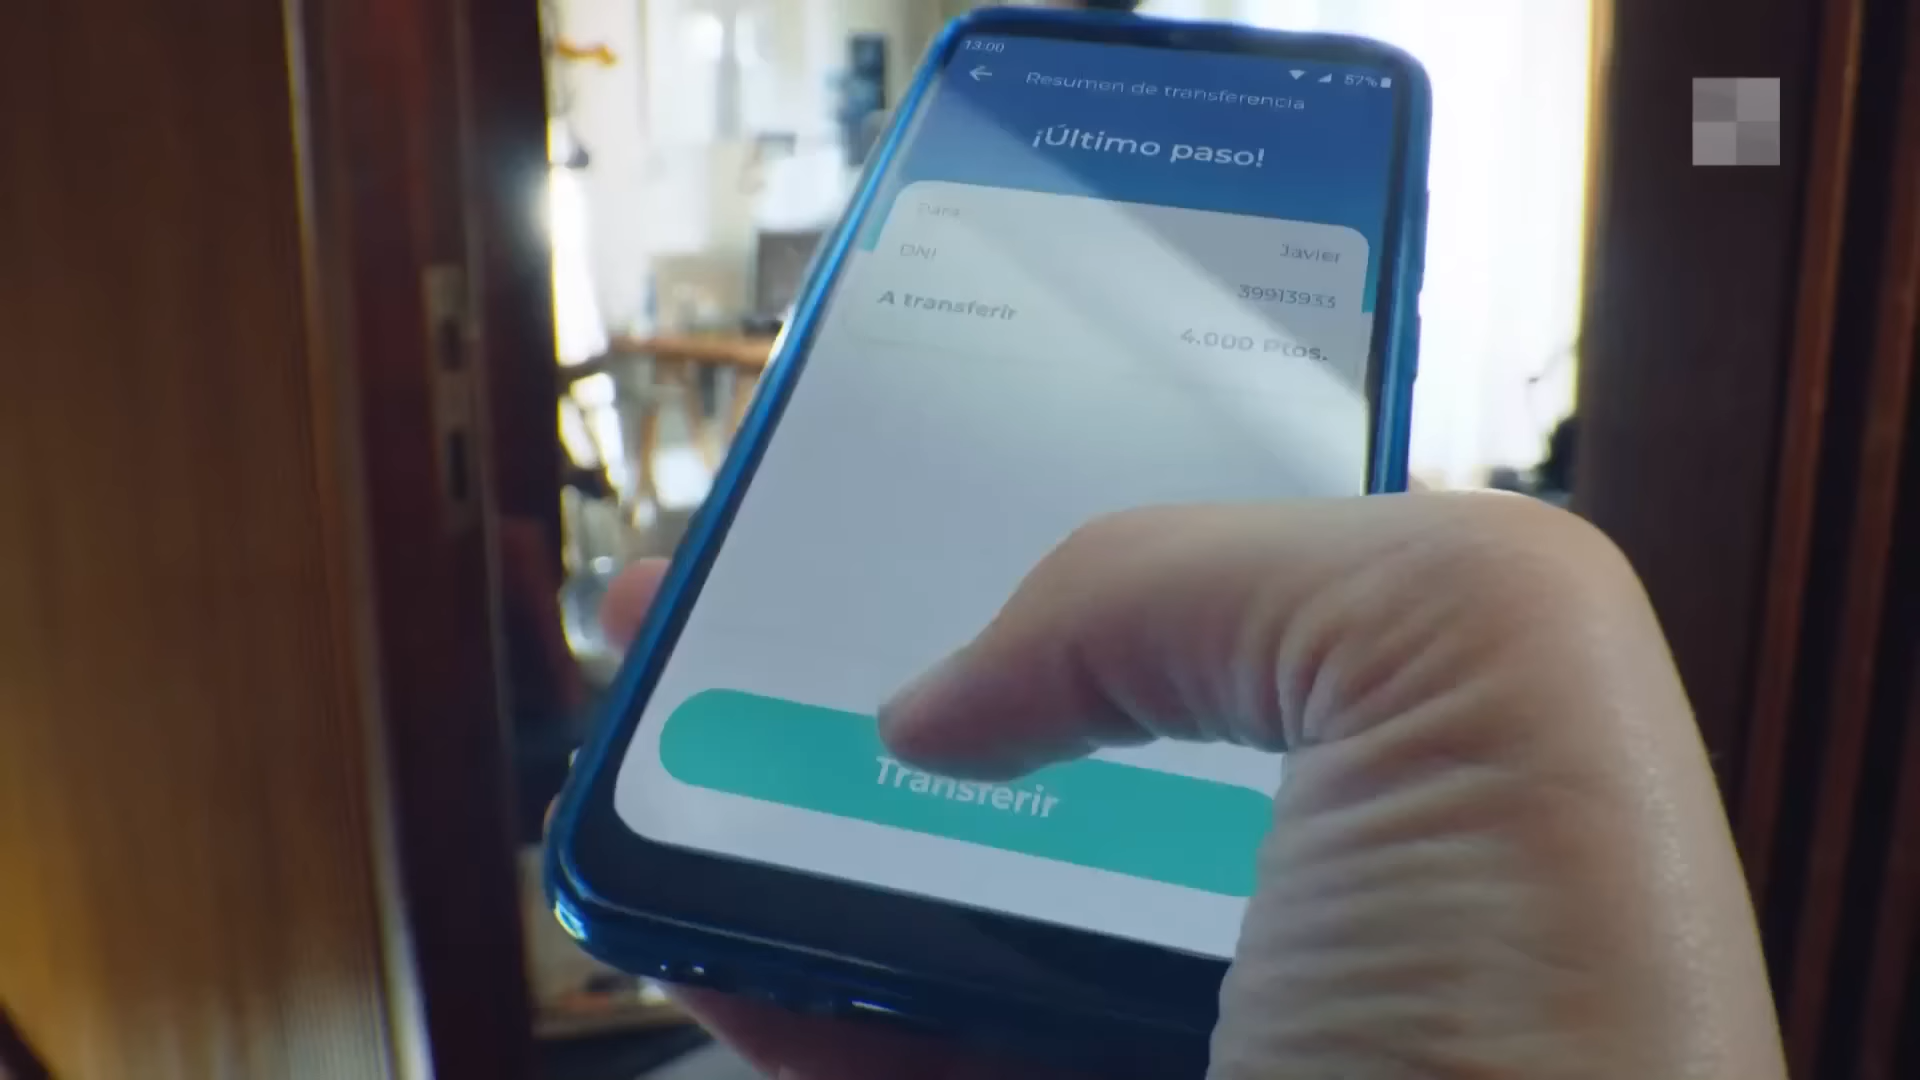 13:00
57%
Resumen de transferencia
¡Último paso!
Para
Javier
DNI
39913933
A transferir
4.000 Ptos.
Transferir